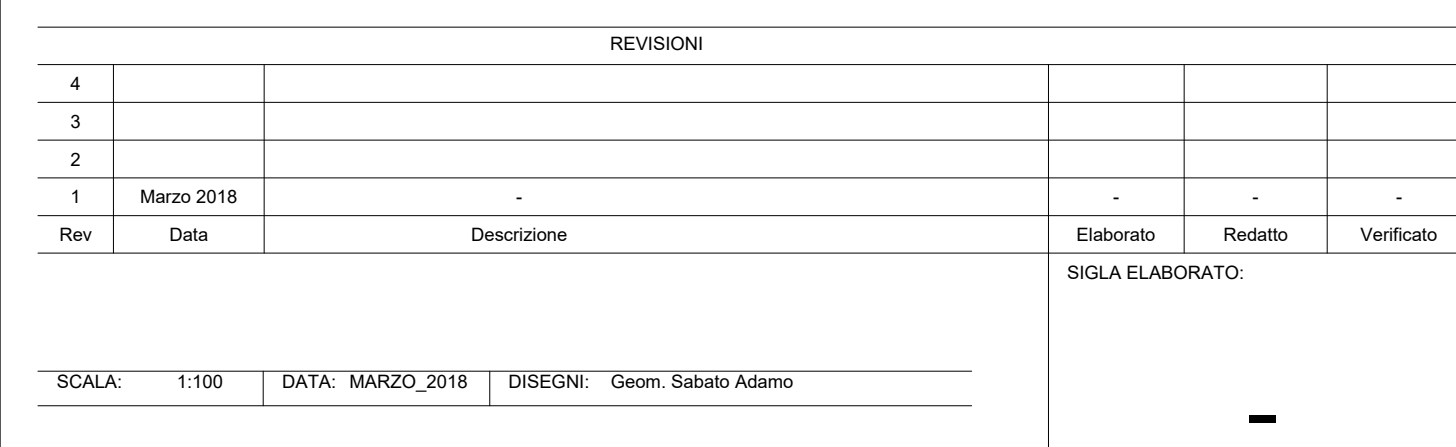 REVISIONI
4
3
2
1 Marzo 2018 - - - -
Rev Data Descrizione Elaborato Redatto Verificato
SIGLA ELABORATO:
SCALA: 1:100 DATA: MARZO_2018 DISEGNI: Geom. Sabato Adamo
-